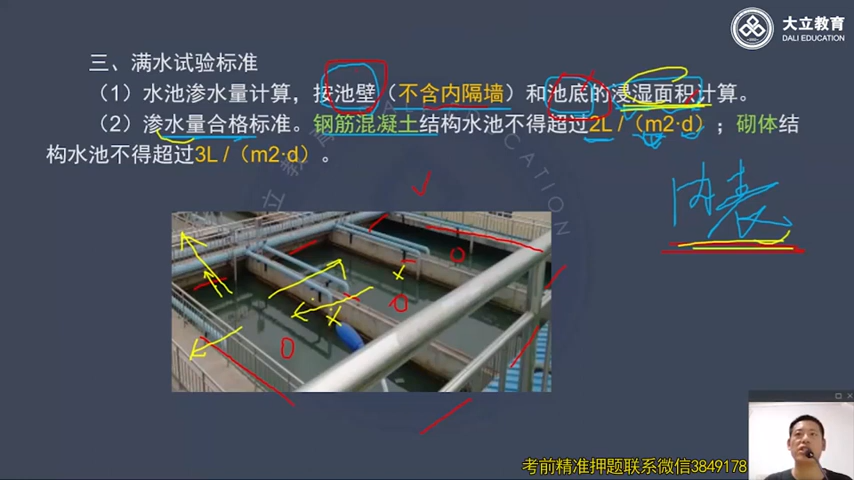 大立教育
DALI EDUCATION
三、满水试验标准
（1）水池渗水量计算，按池壁（不含内隔墙）和池底的浸湿面积计算。
（2）渗水量合格标准。钢筋混凝土结构水池不得超过2L /（m2·d）；砌体结
构水池不得超过3L /（m2·d）。
内表
考前精准押题联系微信3849178